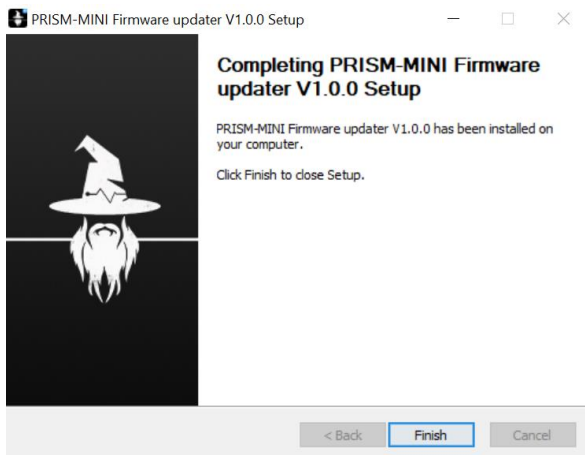 PRISM-MINI Firmware updater V1.0.0 Setup
Completing PRISM-MINI Firmware
updater V1.0.0 Setup
PRISM-MINI Firmware updater V1.0.0 has been installed on
your computer.
Click Finish to close Setup.
< Back Finish Cancel